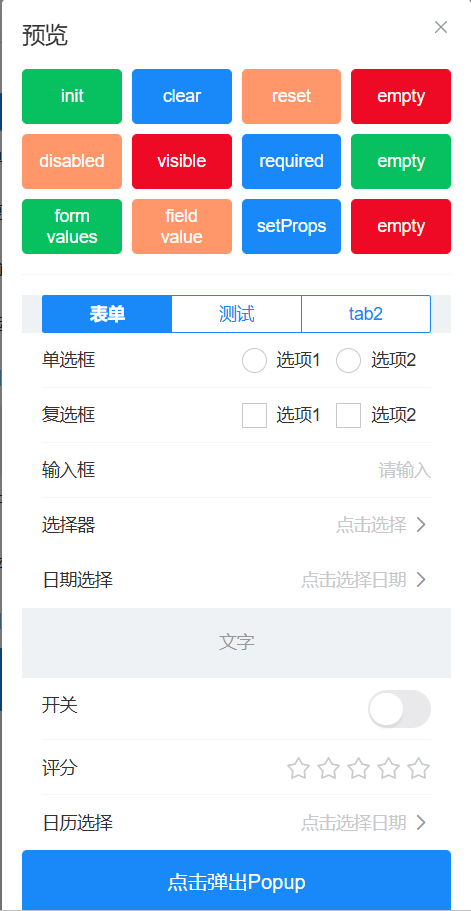 预览
init clear reset empty
disabled visible required empty
form values field value setProps empty
表单 测试 tab2
单选框 选项1 选项2
复选框 选项1 选项2
输入框 请输入
选择器 点击选择
日期选择 点击选择日期
文字
开关
评分
日历选择 点击选择日期
点击弹出Popup